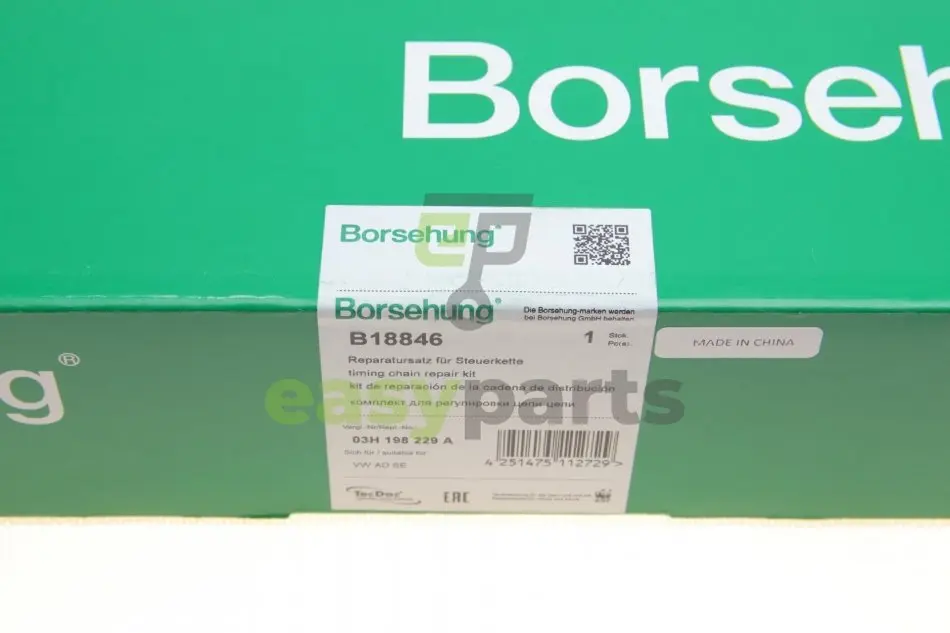 Borseh
Borsehung
Borsehung
Die Borsehung-marken werden
bei Borsehung GmbH behalten
B18846
1
Stck.
Pc(s).
MADE IN CHINA
g®
Reparatursatz für Steuerkette
timing chain repair kit
kit de reparación de la cadena de distribución
комплект для регулировки цепи цепи
easyparts
03H 198 229 A
VW AD SE
4 251475 112729>
TecDoc
EAC